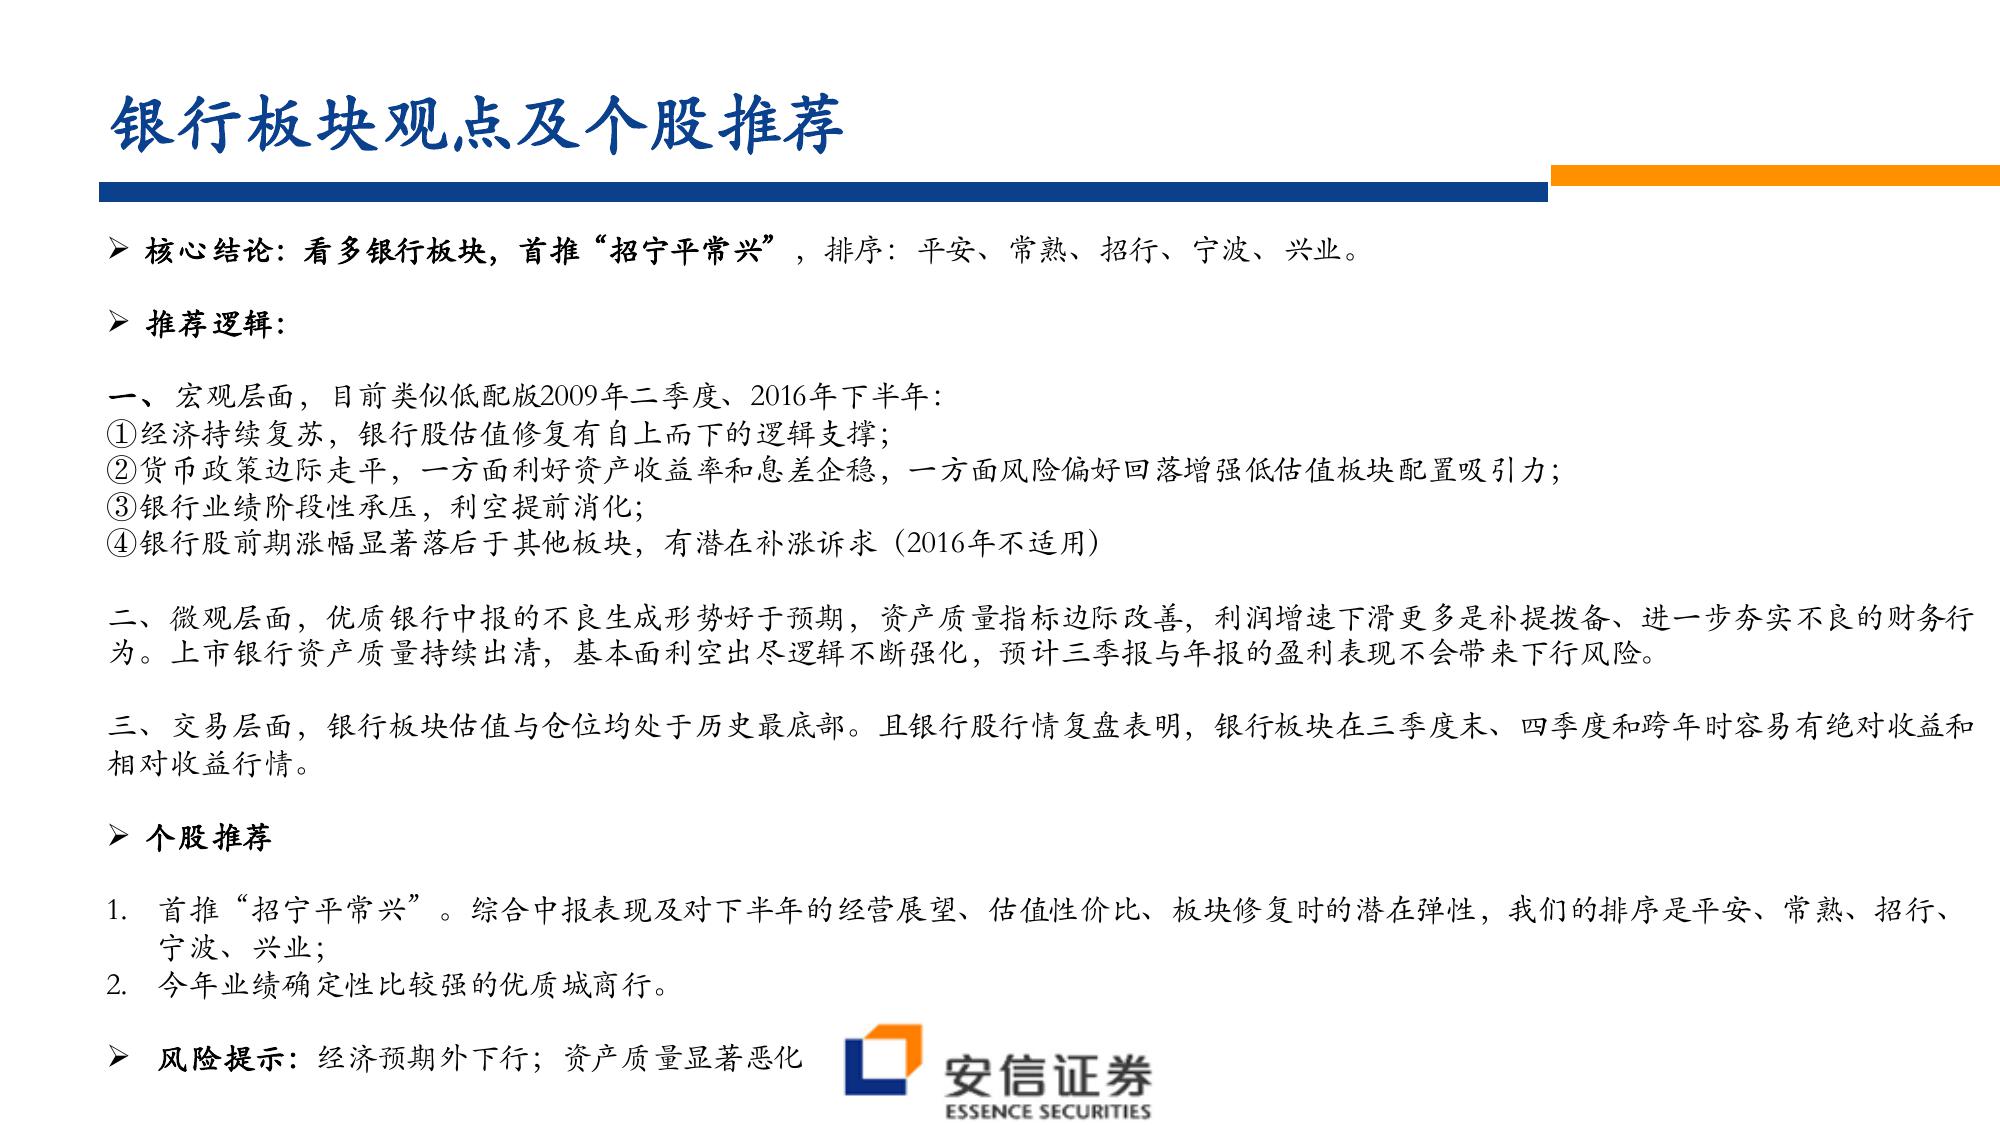 银行板块观点及个股推荐
➢ 核心结论：看多银行板块，首推“招宁平常兴”，排序：平安、常熟、招行、宁波、兴业。
➢ 推荐逻辑：
一、宏观层面，目前类似低配版2009年二季度、2016年下半年：
①经济持续复苏，银行股估值修复有自上而下的逻辑支撑；
②货币政策边际走平，一方面利好资产收益率和息差企稳，一方面风险偏好回落增强低估值板块配置吸引力；
③银行业绩阶段性承压，利空提前消化；
④银行股前期涨幅显著落后于其他板块，有潜在补涨诉求（2016年不适用）
二、微观层面，优质银行中报的不良生成形势好于预期，资产质量指标边际改善，利润增速下滑更多是补提拨备、进一步夯实不良的财务行
为。上市银行资产质量持续出清，基本面利空出尽逻辑不断强化，预计三季报与年报的盈利表现不会带来下行风险。
三、交易层面，银行板块估值与仓位均处于历史最底部。且银行股行情复盘表明，银行板块在三季度末、四季度和跨年时容易有绝对收益和
相对收益行情。
➢ 个股推荐
1. 首推“招宁平常兴”。综合中报表现及对下半年的经营展望、估值性价比、板块修复时的潜在弹性，我们的排序是平安、常熟、招行、
宁波、兴业；
2. 今年业绩确定性比较强的优质城商行。
➢ 风险提示：经济预期外下行；资产质量显著恶化
安信证券
ESSENCE SECURITIES